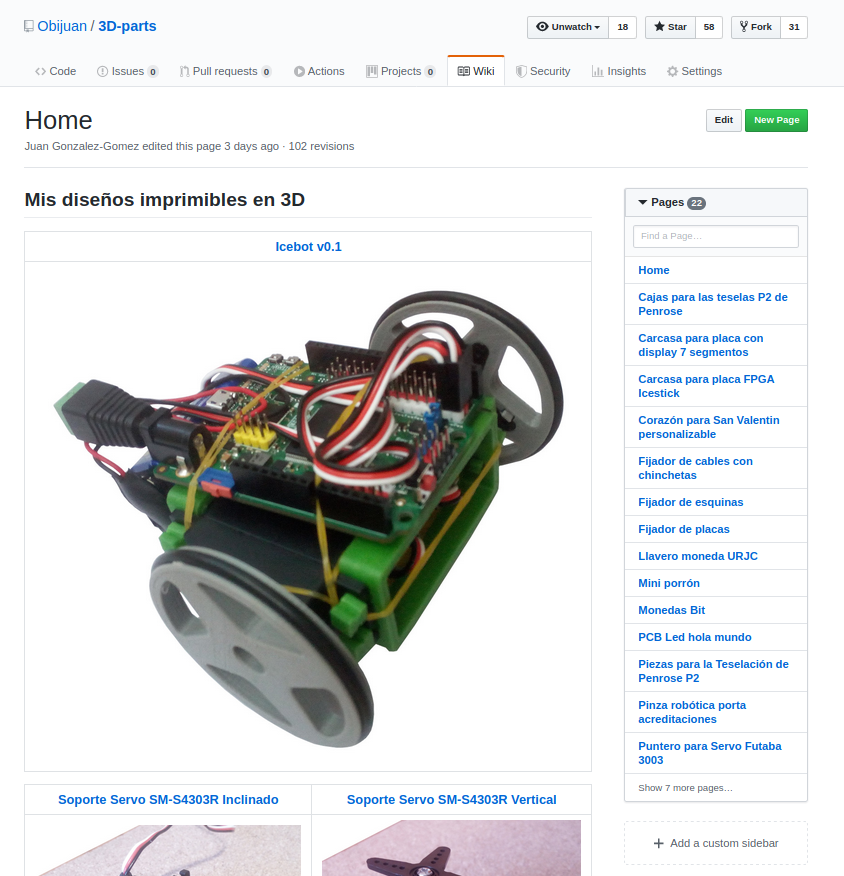 Obijuan / 3D-parts
Unwatch 18 Star 58 Fork 31
Code Issues 0 Pull requests 0 Actions Projects 0 Wiki Security Insights Settings
Home
Edit New Page
Juan Gonzalez-Gomez edited this page 3 days ago · 102 revisions
Mis diseños imprimibles en 3D
Icebot v0.1
Soporte Servo SM-S4303R Inclinado
Soporte Servo SM-S4303R Vertical
Pages 22
Find a Page…
Home
Cajas para las teselas P2 de
Penrose
Carcasa para placa con
display 7 segmentos
Carcasa para placa FPGA
Icestick
Corazón para San Valentin
personalizable
Fijador de cables con
chinchetas
Fijador de esquinas
Fijador de placas
Llavero moneda URJC
Mini porrón
Monedas Bit
PCB Led hola mundo
Piezas para la Teselación de
Penrose P2
Pinza robótica porta
acreditaciones
Puntero para Servo Futaba
3003
Show 7 more pages…
Add a custom sidebar